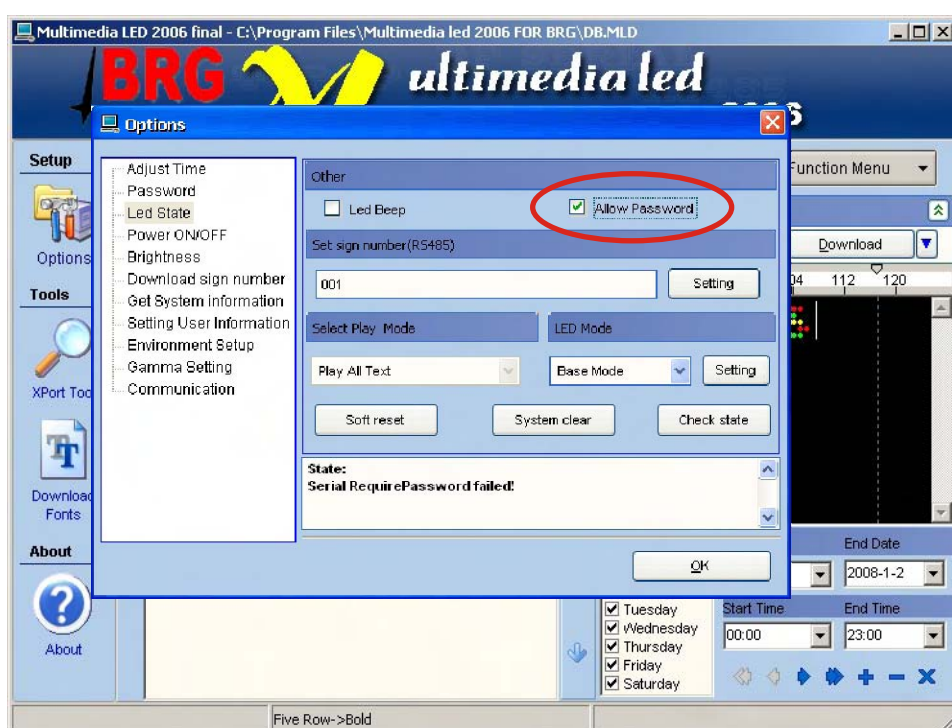 Multimedia LED 2006 final - C:\Program Files\Multimedia led 2006 FOR BRG\DB.MLD
BRG Multimedia led
2006
Options
Setup
Options
Tools
XPort Tool
Download
Fonts
About
About
Adjust Time
Password
Led State
Power ON/OFF
Brightness
Download sign number
Get System information
Setting User Information
Environment Setup
Gamma Setting
Communication
Other
Led Beep
Allow Password
Set sign number(RS485)
001
Setting
Select Play Mode
LED Mode
Play All Text
Base Mode
Setting
Soft reset
System clear
Check state
State:
Serial RequirePassword failed!
OK
Function Menu
Download
04 112 120
End Date
2008-1-2
Tuesday
Wednesday
Thursday
Friday
Saturday
Start Time
End Time
00:00
23:00
Five Row->Bold